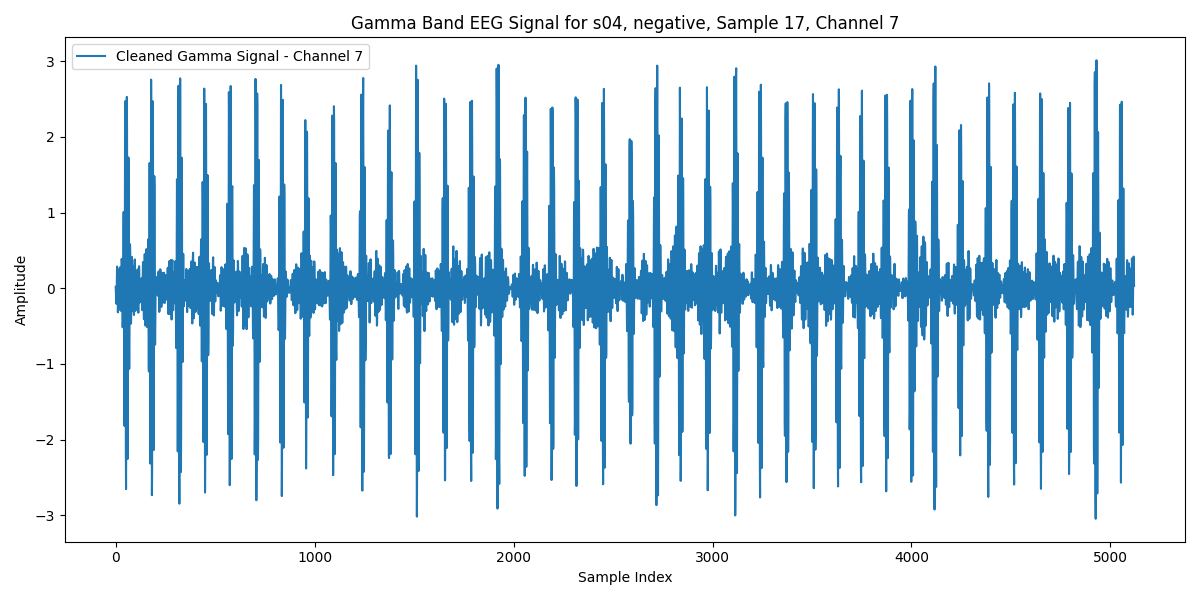 Gamma Band EEG Signal for s04, negative, Sample 17, Channel 7
Cleaned Gamma Signal - Channel 7
3
2
1
0
−1
−2
−3
Amplitude
0 1000 2000 3000 4000 5000
Sample Index